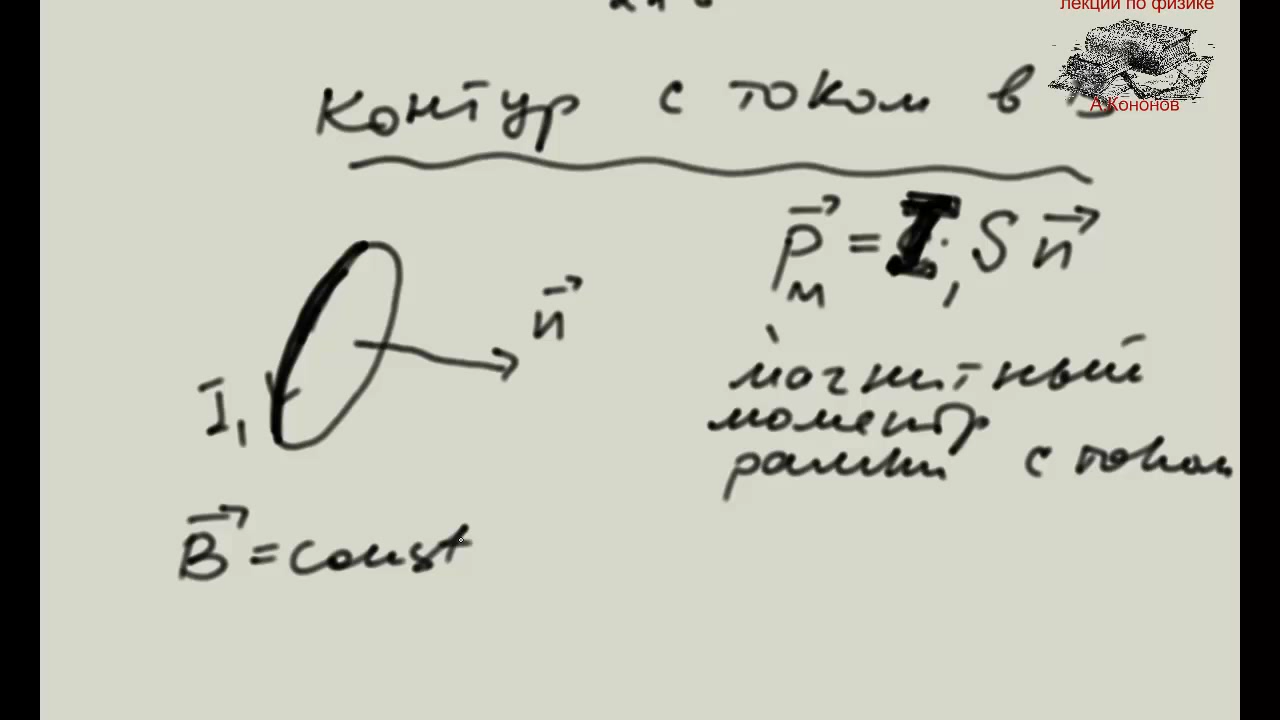 лекции по физике
А.Кононов
Контур с током в B
p⃗м = I₁ S n⃗
n⃗
магнитный
момент
рамки с током
I₁
B⃗ = const